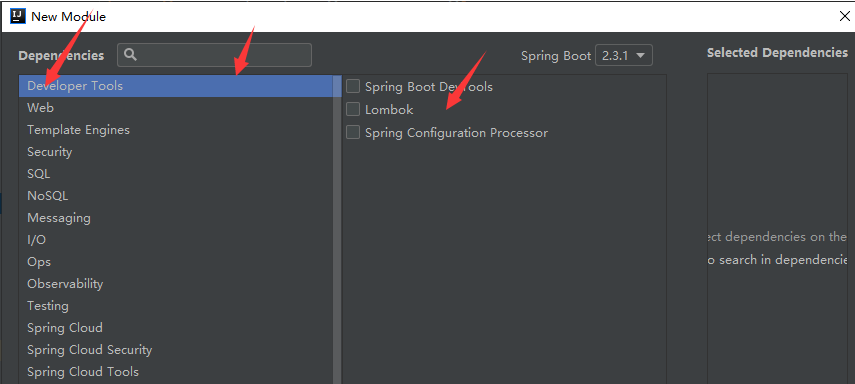 IJ New Module
Dependencies
Spring Boot 2.3.1
Selected Dependencies
Developer Tools
Web
Template Engines
Security
SQL
NoSQL
Messaging
I/O
Ops
Observability
Testing
Spring Cloud
Spring Cloud Security
Spring Cloud Tools
Spring Boot DevTools
Lombok
Spring Configuration Processor
ect dependencies on the
o search in dependencie